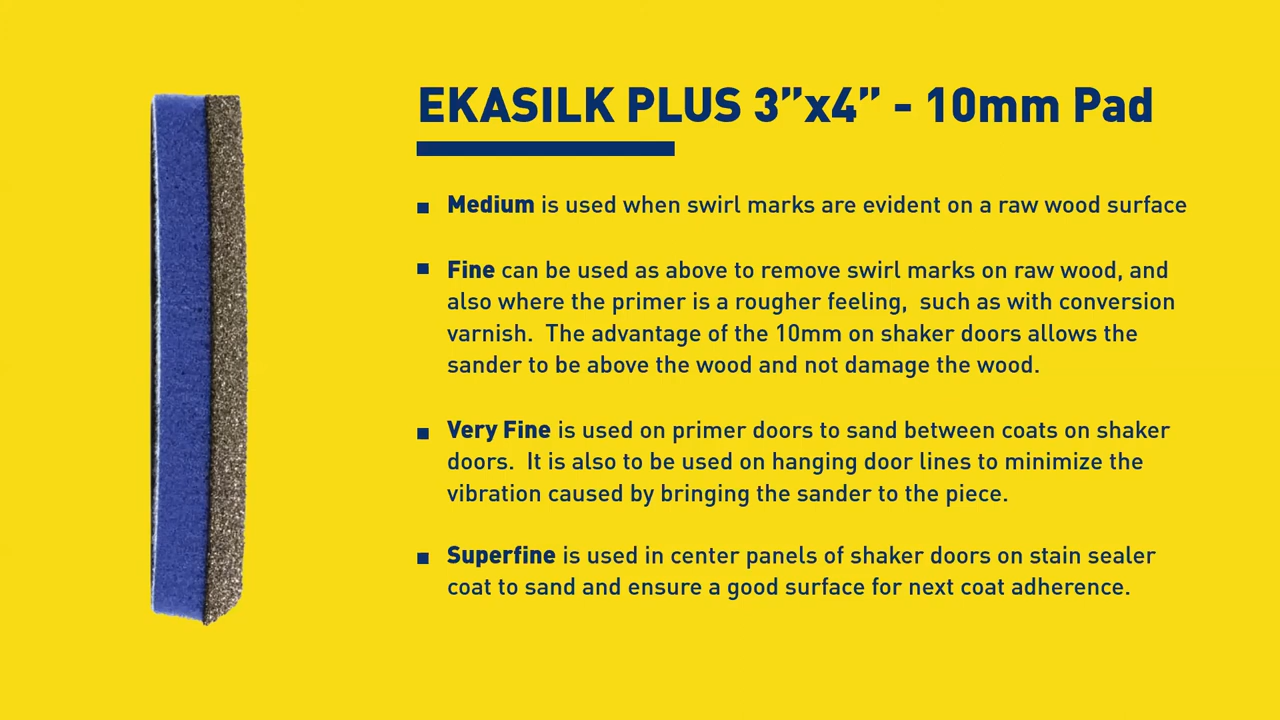 EKASILK PLUS 3”x4” - 10mm Pad
Medium is used when swirl marks are evident on a raw wood surface
Fine can be used as above to remove swirl marks on raw wood, and
also where the primer is a rougher feeling,  such as with conversion
varnish.  The advantage of the 10mm on shaker doors allows the
sander to be above the wood and not damage the wood.
Very Fine is used on primer doors to sand between coats on shaker
doors.  It is also to be used on hanging door lines to minimize the
vibration caused by bringing the sander to the piece.
Superfine is used in center panels of shaker doors on stain sealer
coat to sand and ensure a good surface for next coat adherence.